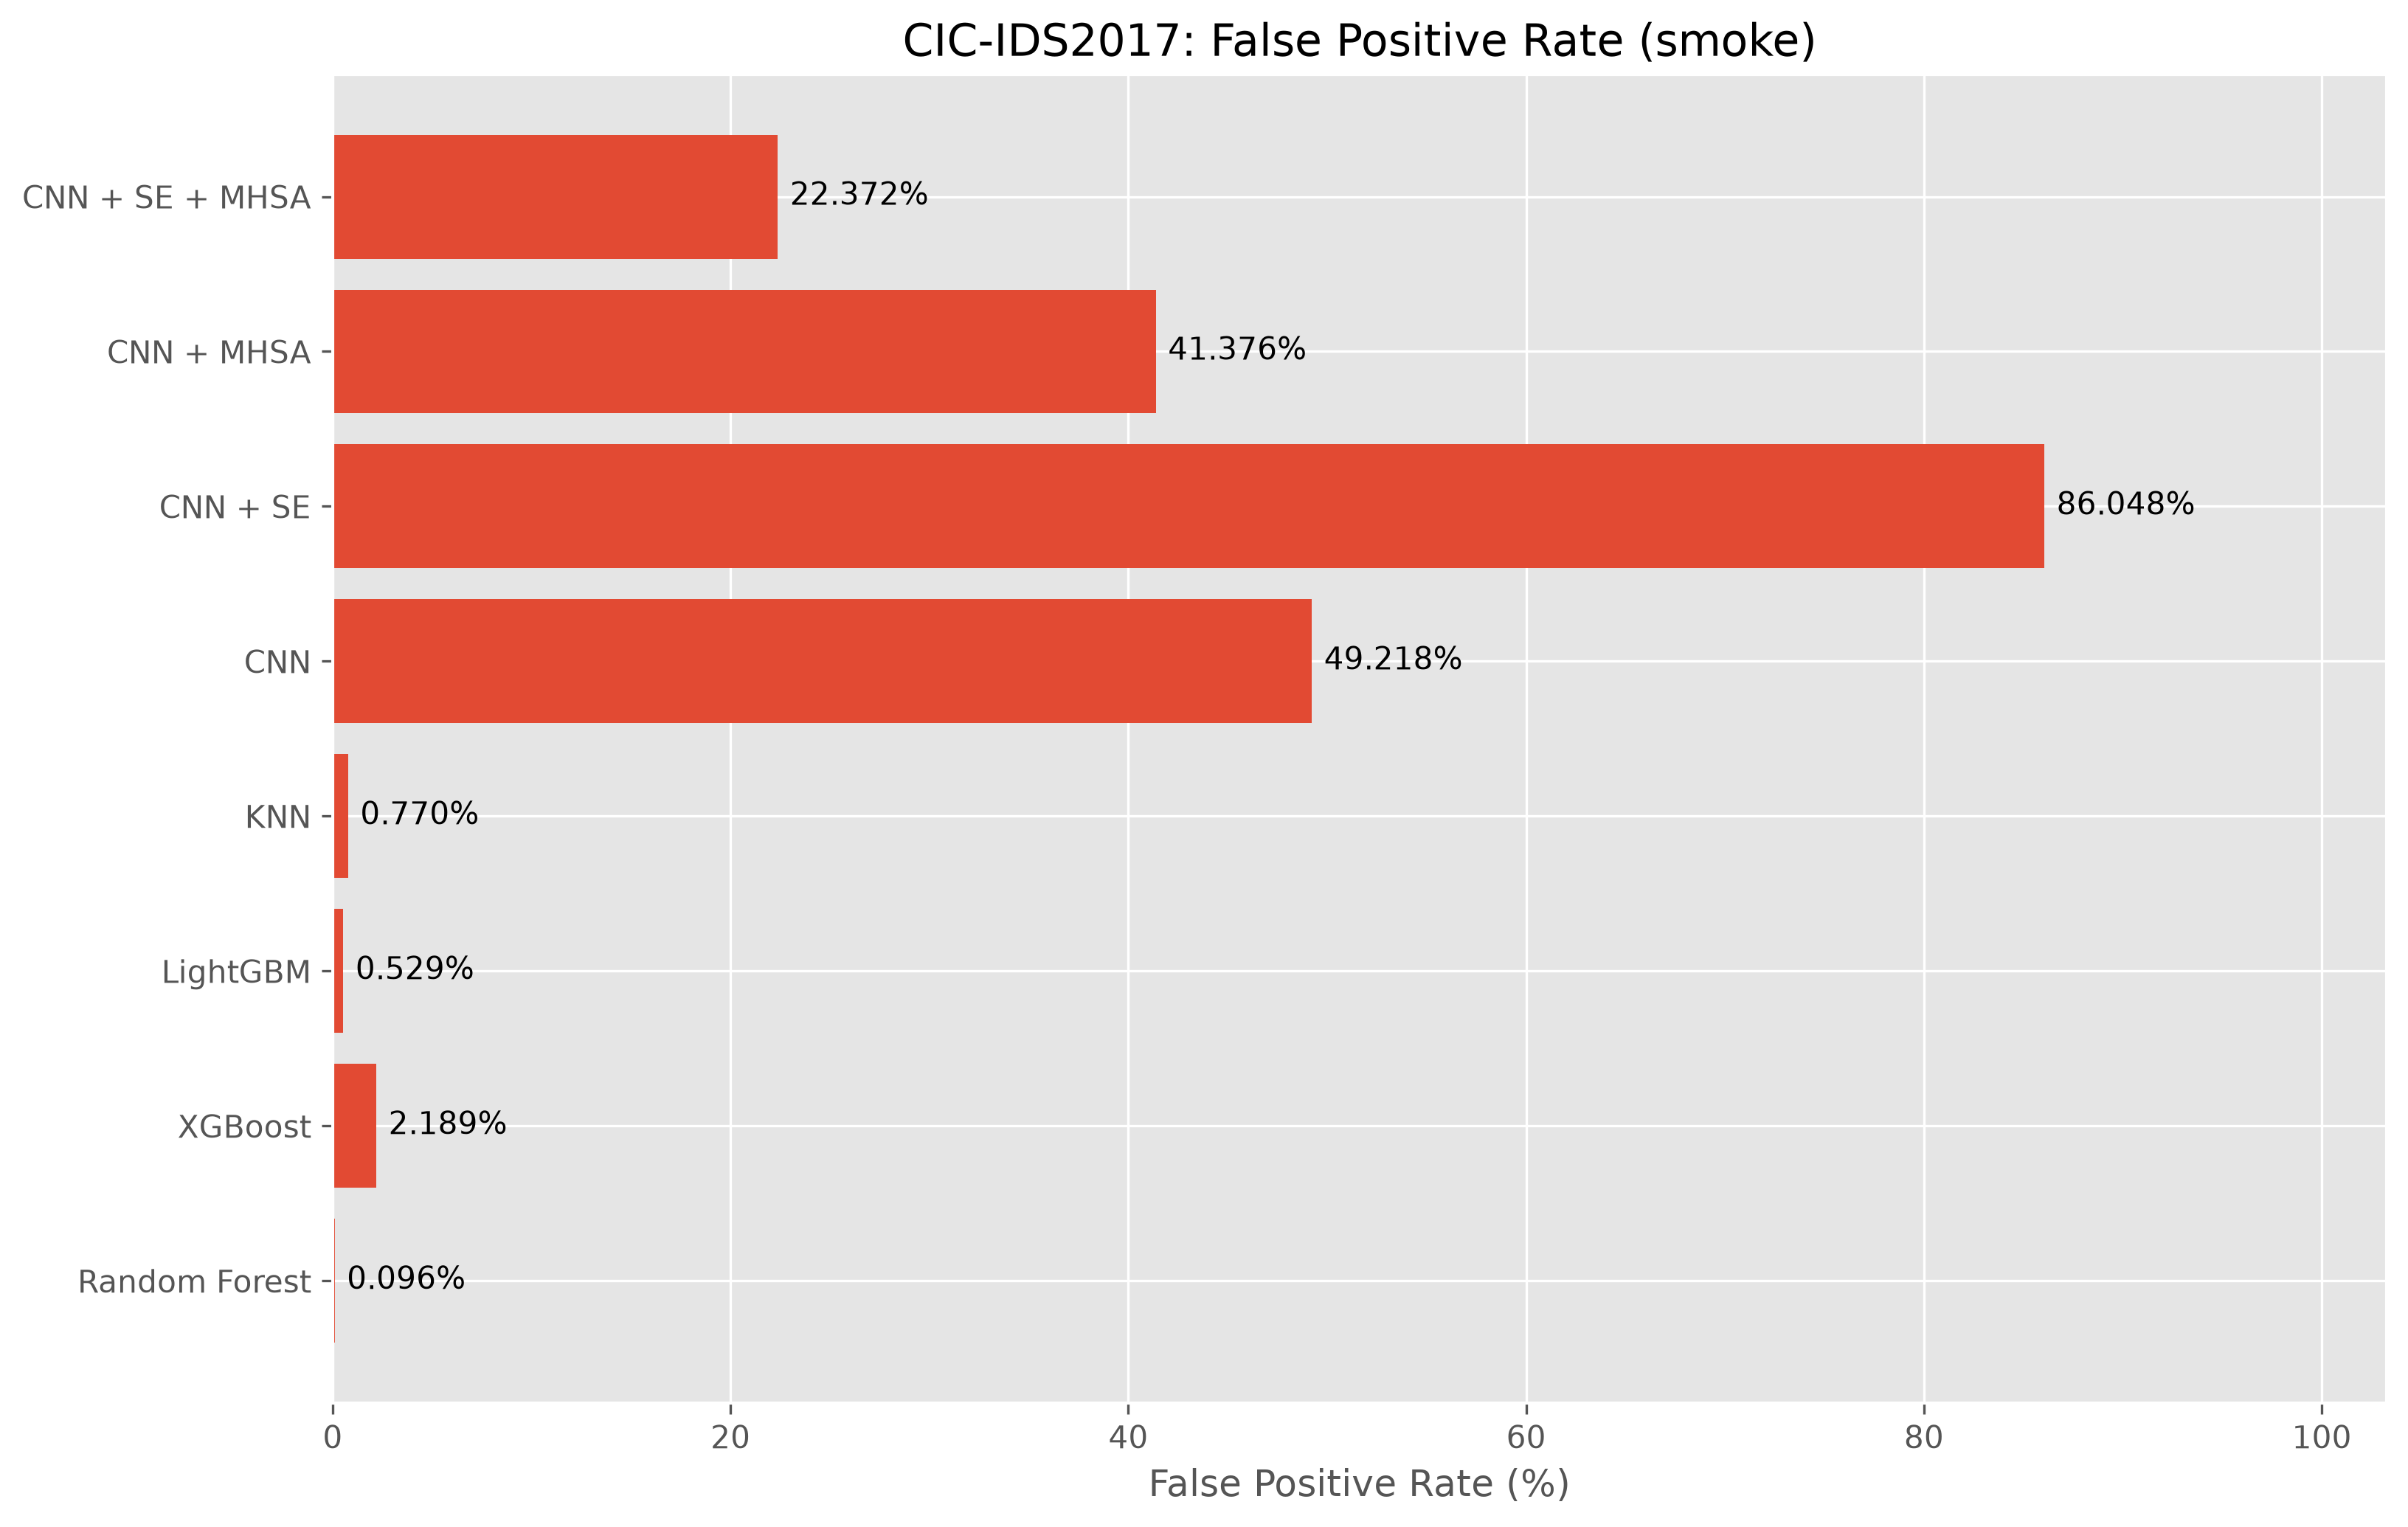 CIC-IDS2017: False Positive Rate (smoke)
CNN + SE + MHSA 22.372%
CNN + MHSA 41.376%
CNN + SE 86.048%
CNN 49.218%
KNN 0.770%
LightGBM 0.529%
XGBoost 2.189%
Random Forest 0.096%
0 20 40 60 80 100
False Positive Rate (%)